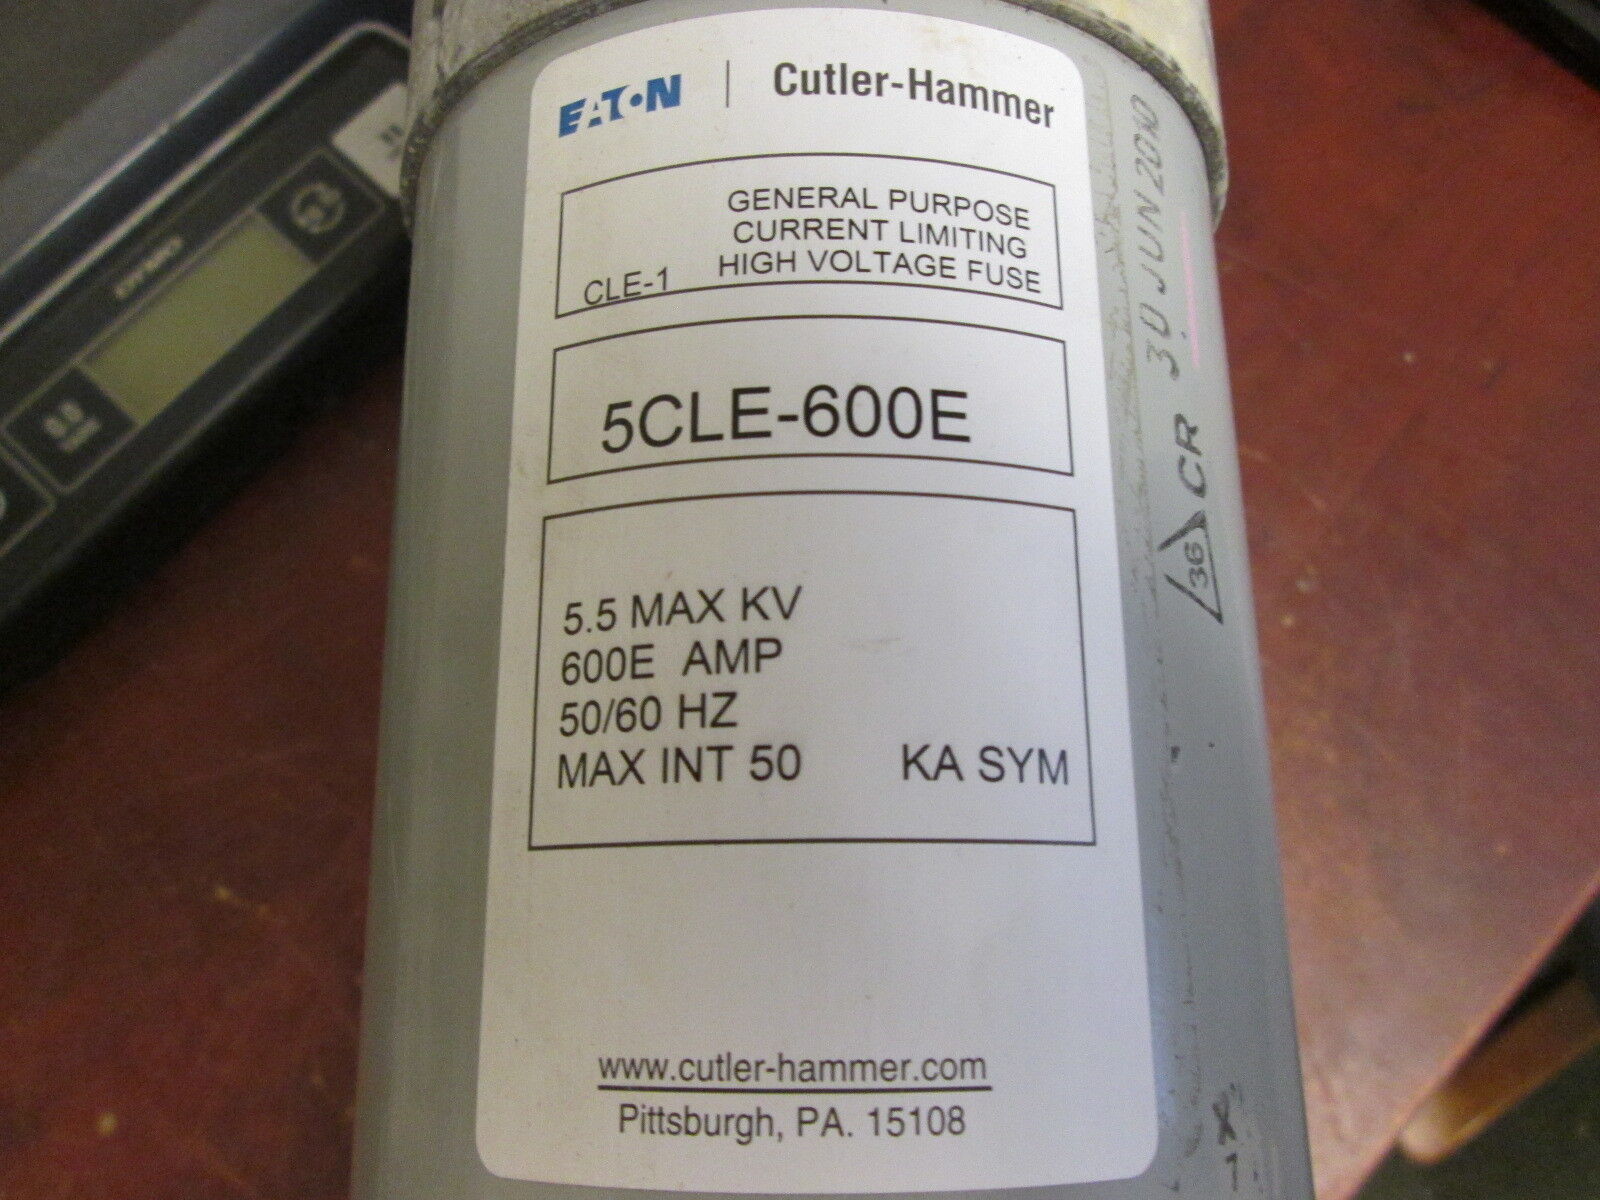 EATON | Cutler-Hammer
GENERAL PURPOSE
CURRENT LIMITING
CLE-1 HIGH VOLTAGE FUSE
5CLE-600E
5.5 MAX KV
600E AMP
50/60 HZ
MAX INT 50 KA SYM
www.cutler-hammer.com
Pittsburgh, PA. 15108
36 CR 30 JUN 2010